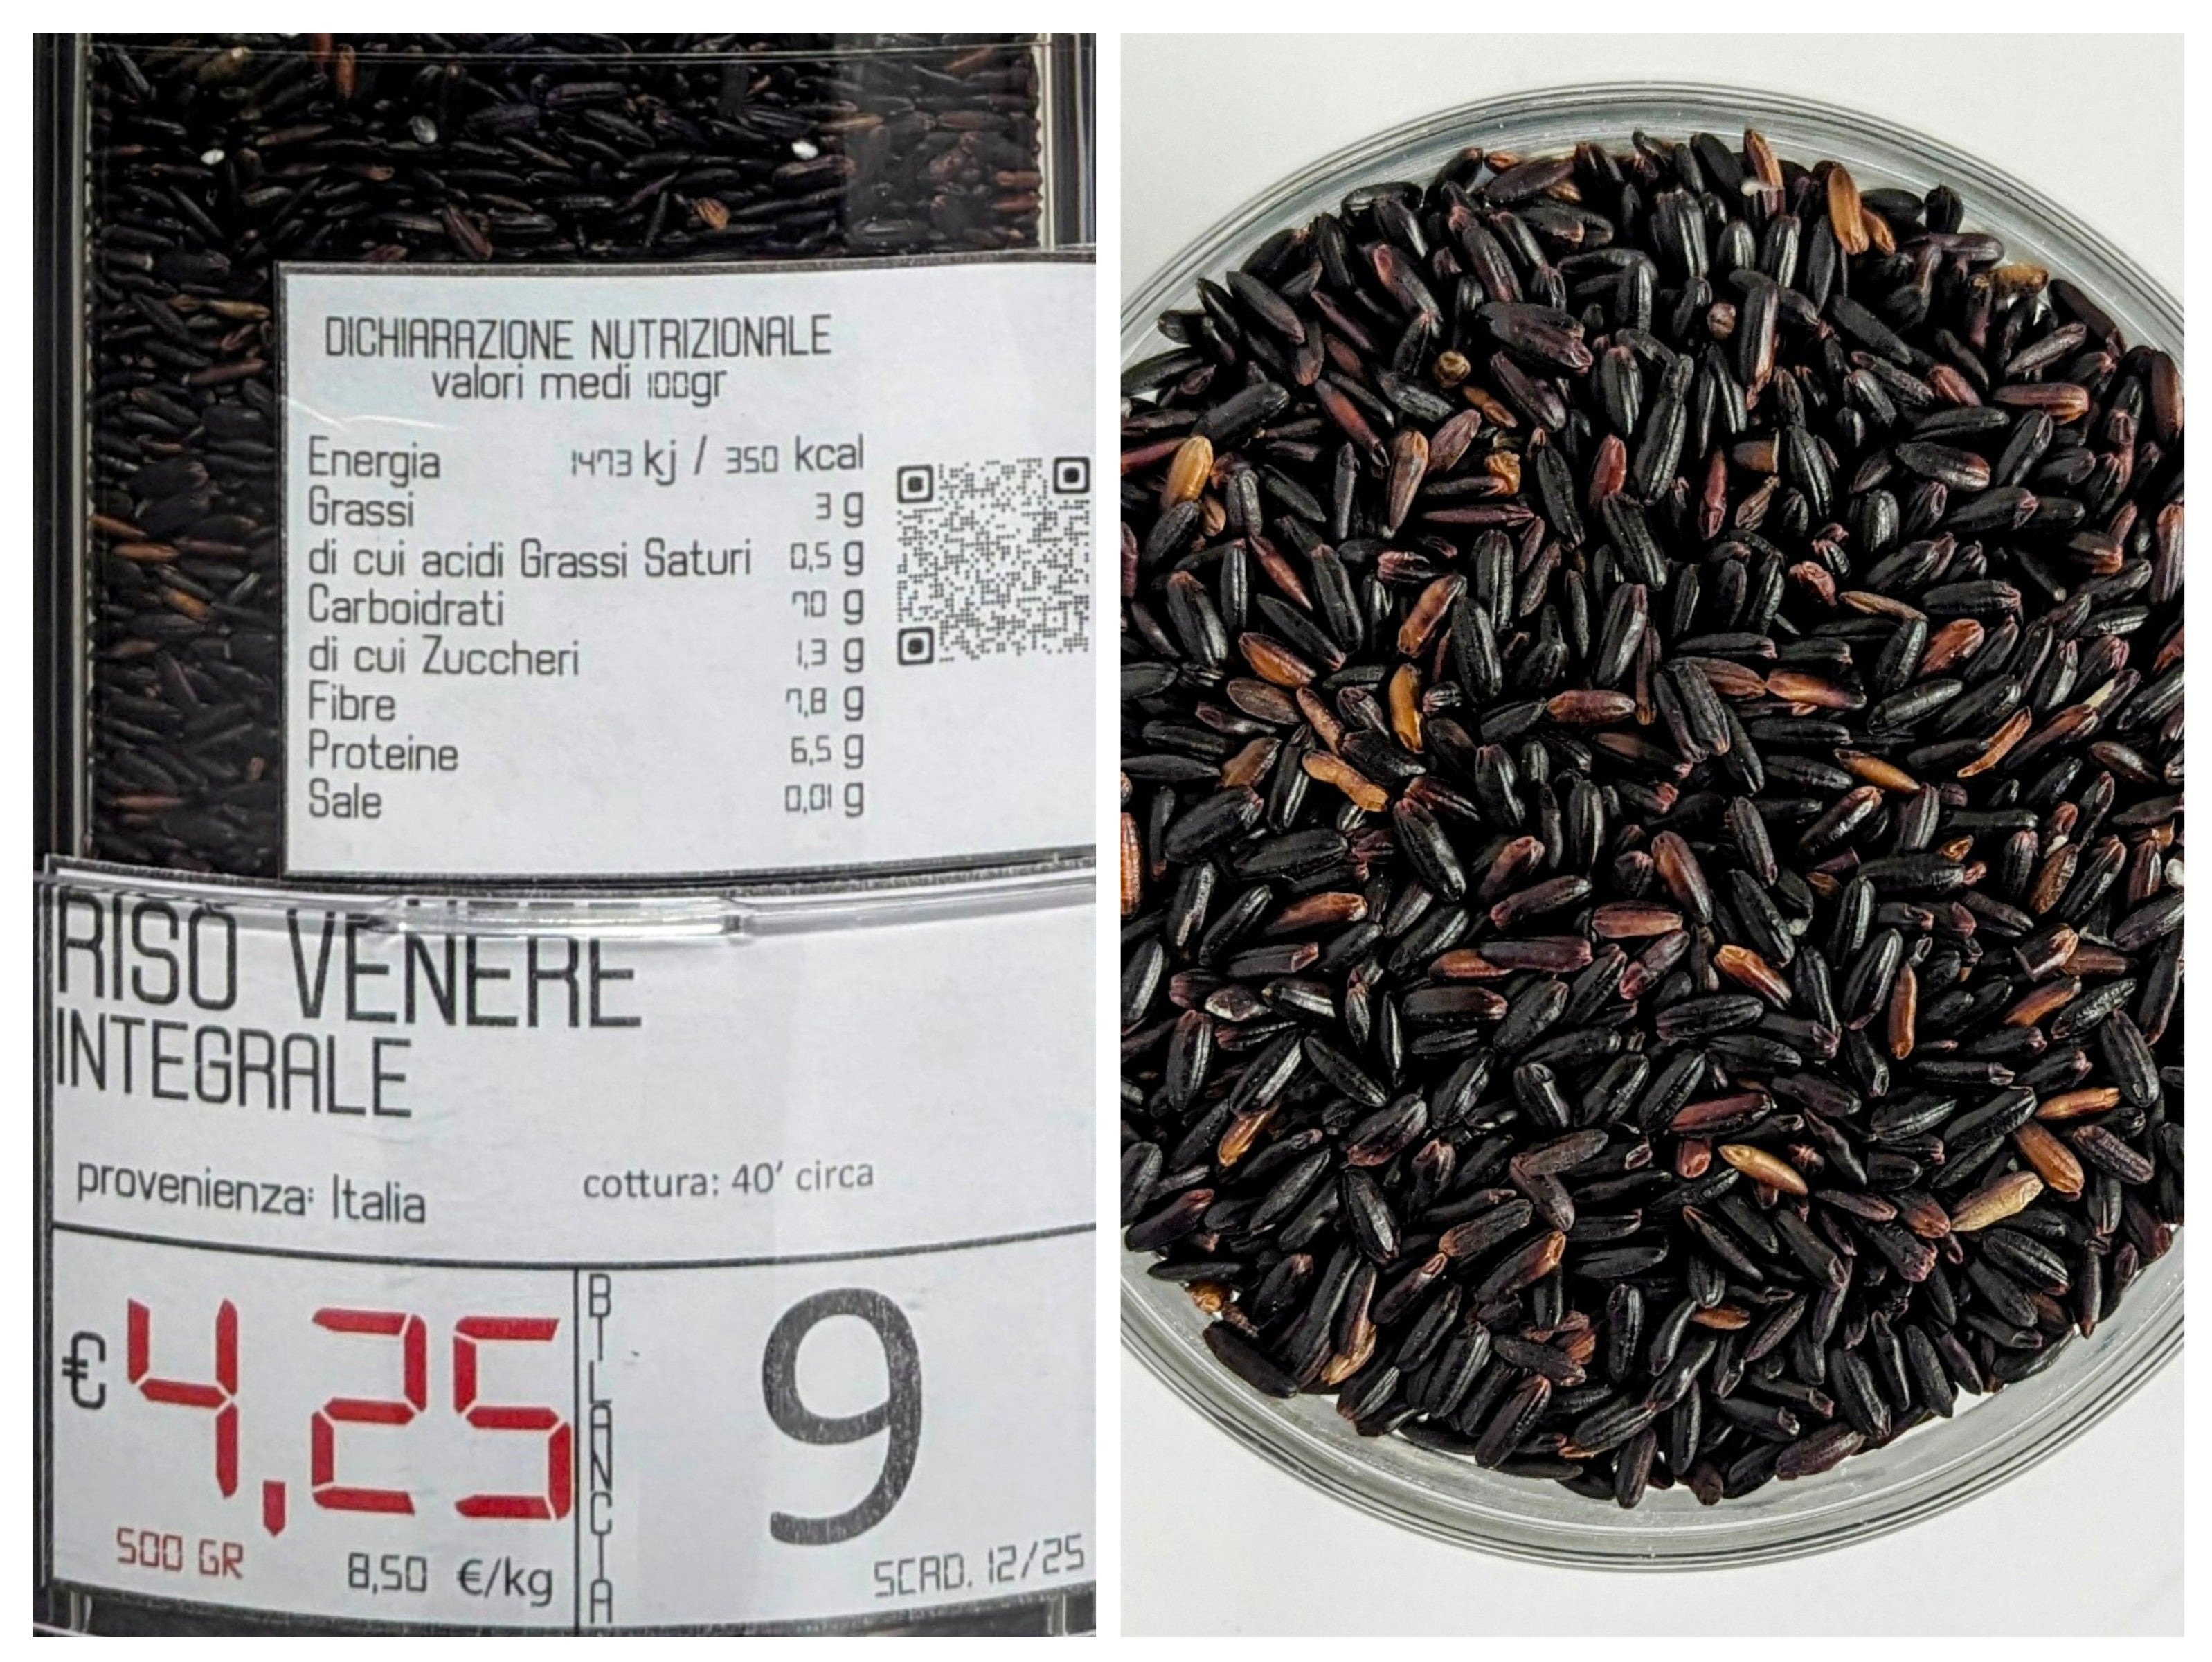 DICHIARAZIONE NUTRIZIONALE
valori medi 100gr
Energia 1473 kj / 350 kcal
Grassi 3 g
di cui acidi Grassi Saturi 0,5 g
Carboidrati 70 g
di cui Zuccheri 1,3 g
Fibre 7,8 g
Proteine 6,5 g
Sale 0,01 g
RISO VENERE
INTEGRALE
provenienza: Italia
cottura: 40' circa
€ 4,25
500 GR
8,50 €/kg
BILANCIA
9
SCAD. 12/25